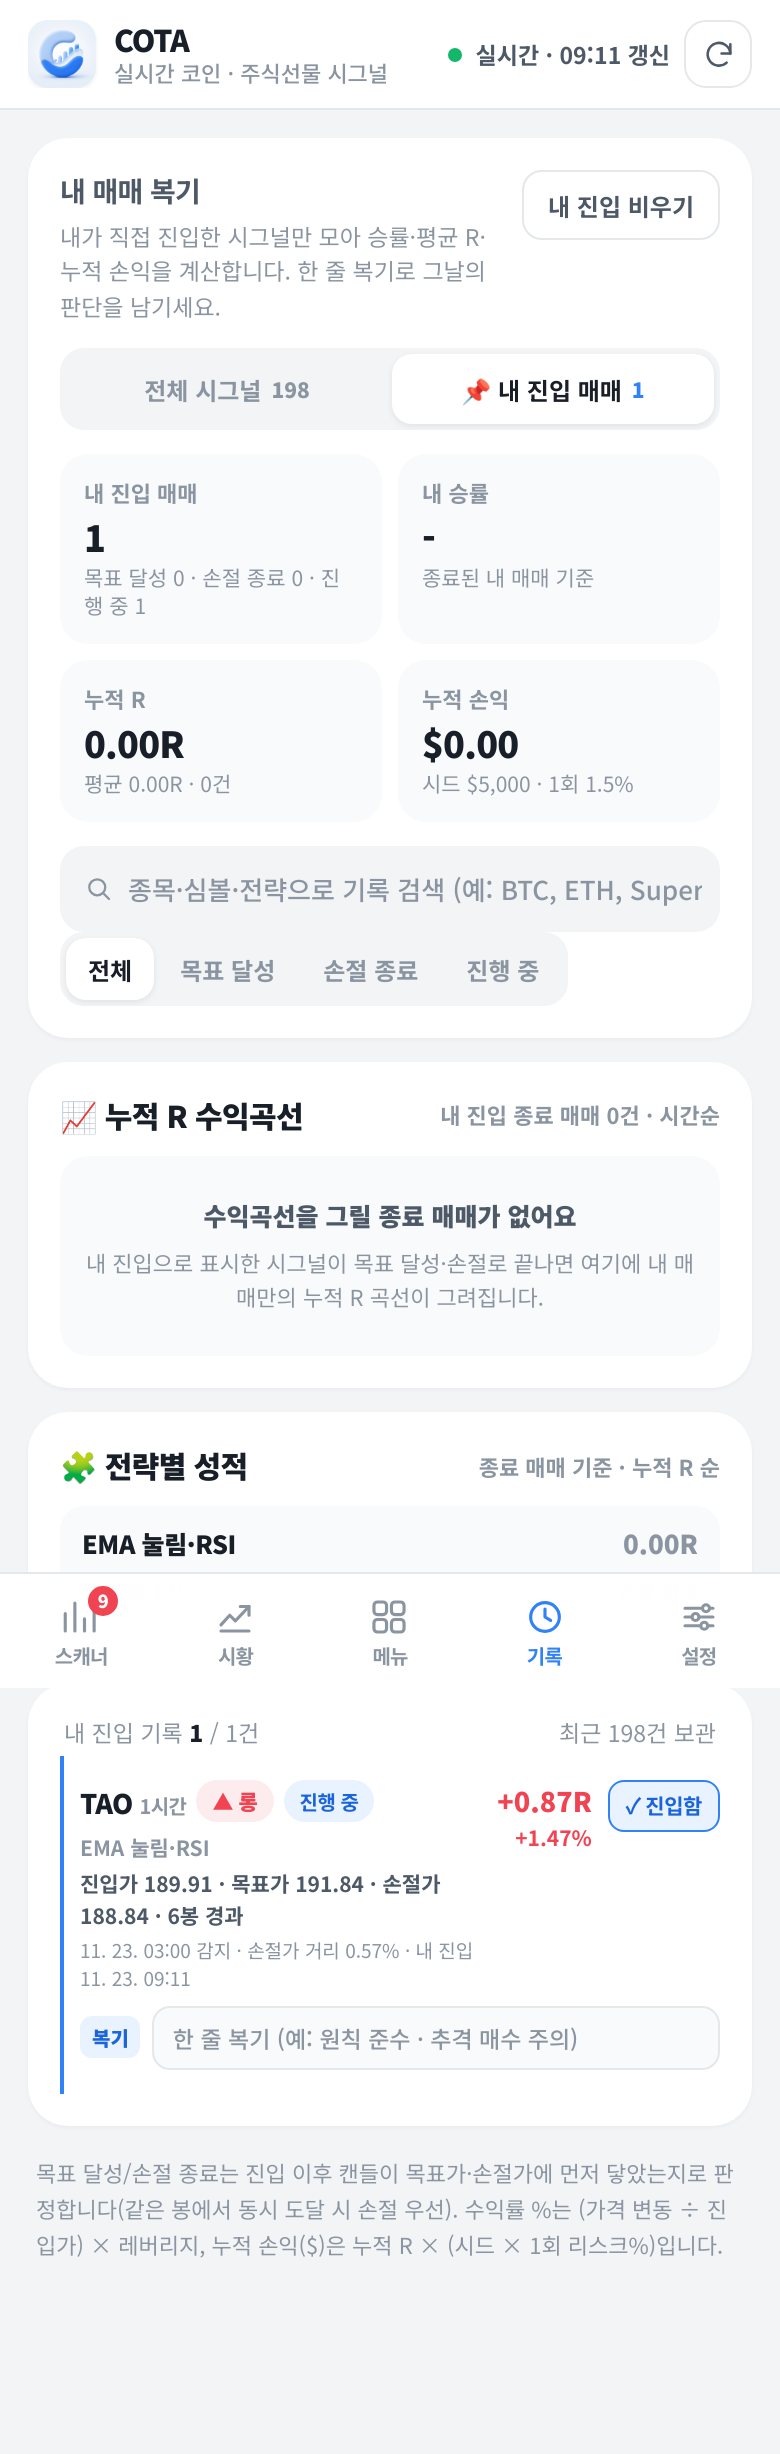 COTA
실시간 코인 · 주식선물 시그널
실시간 · 09:11 갱신
내 매매 복기
내 진입 비우기
내가 직접 진입한 시그널만 모아 승률·평균 R·
누적 손익을 계산합니다. 한 줄 복기로 그날의
판단을 남기세요.
전체 시그널 198
📌 내 진입 매매 1
내 진입 매매
1
목표 달성 0 · 손절 종료 0 · 진
행 중 1
내 승률
-
종료된 내 매매 기준
누적 R
0.00R
평균 0.00R · 0건
누적 손익
$0.00
시드 $5,000 · 1회 1.5%
종목·심볼·전략으로 기록 검색 (예: BTC, ETH, Super
전체
목표 달성
손절 종료
진행 중
📈 누적 R 수익곡선
내 진입 종료 매매 0건 · 시간순
수익곡선을 그릴 종료 매매가 없어요
내 진입으로 표시한 시그널이 목표 달성·손절로 끝나면 여기에 내 매
매만의 누적 R 곡선이 그려집니다.
🧩 전략별 성적
종료 매매 기준 · 누적 R 순
EMA 눌림·RSI
0.00R
9
스캐너
시황
메뉴
기록
설정
내 진입 기록 1 / 1건
최근 198건 보관
TAO 1시간 ▲ 롱 진행 중
+0.87R
✓ 진입함
+1.47%
EMA 눌림·RSI
진입가 189.91 · 목표가 191.84 · 손절가
188.84 · 6봉 경과
11. 23. 03:00 감지 · 손절가 거리 0.57% · 내 진입
11. 23. 09:11
복기
한 줄 복기 (예: 원칙 준수 · 추격 매수 주의)
목표 달성/손절 종료는 진입 이후 캔들이 목표가·손절가에 먼저 닿았는지로 판
정합니다(같은 봉에서 동시 도달 시 손절 우선). 수익률 %는 (가격 변동 ÷ 진
입가) × 레버리지, 누적 손익($)은 누적 R × (시드 × 1회 리스크%)입니다.